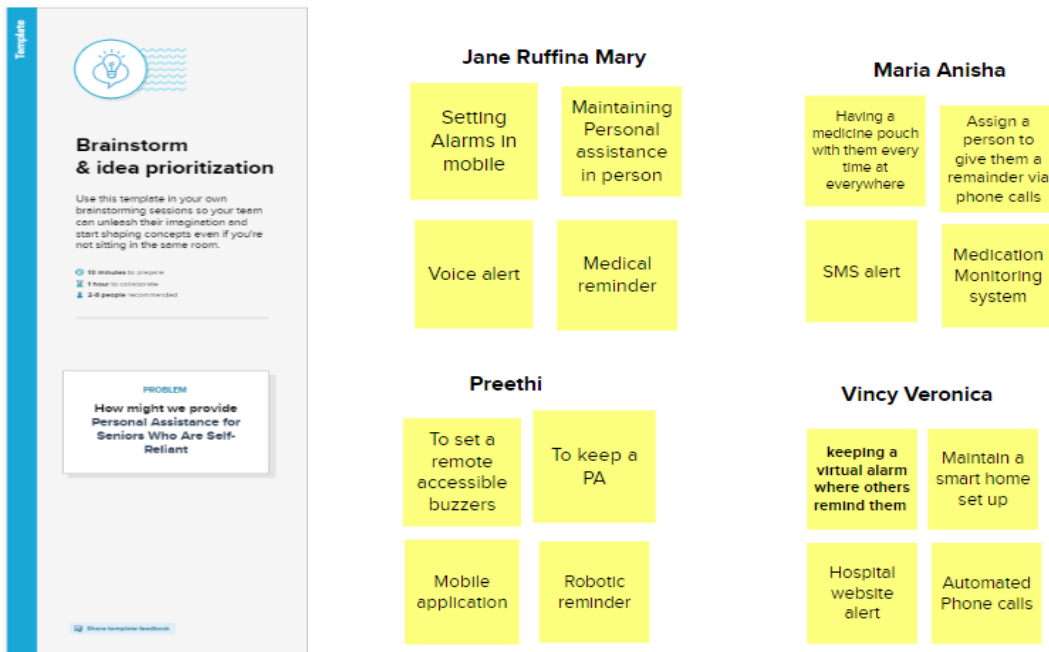 Template
Brainstorm
& idea prioritization
Use this template in your own
brainstorming sessions so your team
can unleash their imagination and
start shaping concepts even if you're
not sitting in the same room.
10 minutes to prepare
1 hour to collaborate
2-8 people recommended
PROBLEM
How might we provide
Personal Assistance for
Seniors Who Are Self-
Reliant
Share template feedback
Jane Ruffina Mary
Setting
Alarms in
mobile
Maintaining
Personal
assistance
in person
Voice alert
Medical
reminder
Maria Anisha
Having a
medicine pouch
with them every
time at
everywhere
Assign a
person to
give them a
remainder via
phone calls
SMS alert
Medication
Monitoring
system
Preethi
To set a
remote
accessible
buzzers
To keep a
PA
Mobile
application
Robotic
reminder
Vincy Veronica
keeping a
virtual alarm
where others
remind them
Maintain a
smart home
set up
Hospital
website
alert
Automated
Phone calls